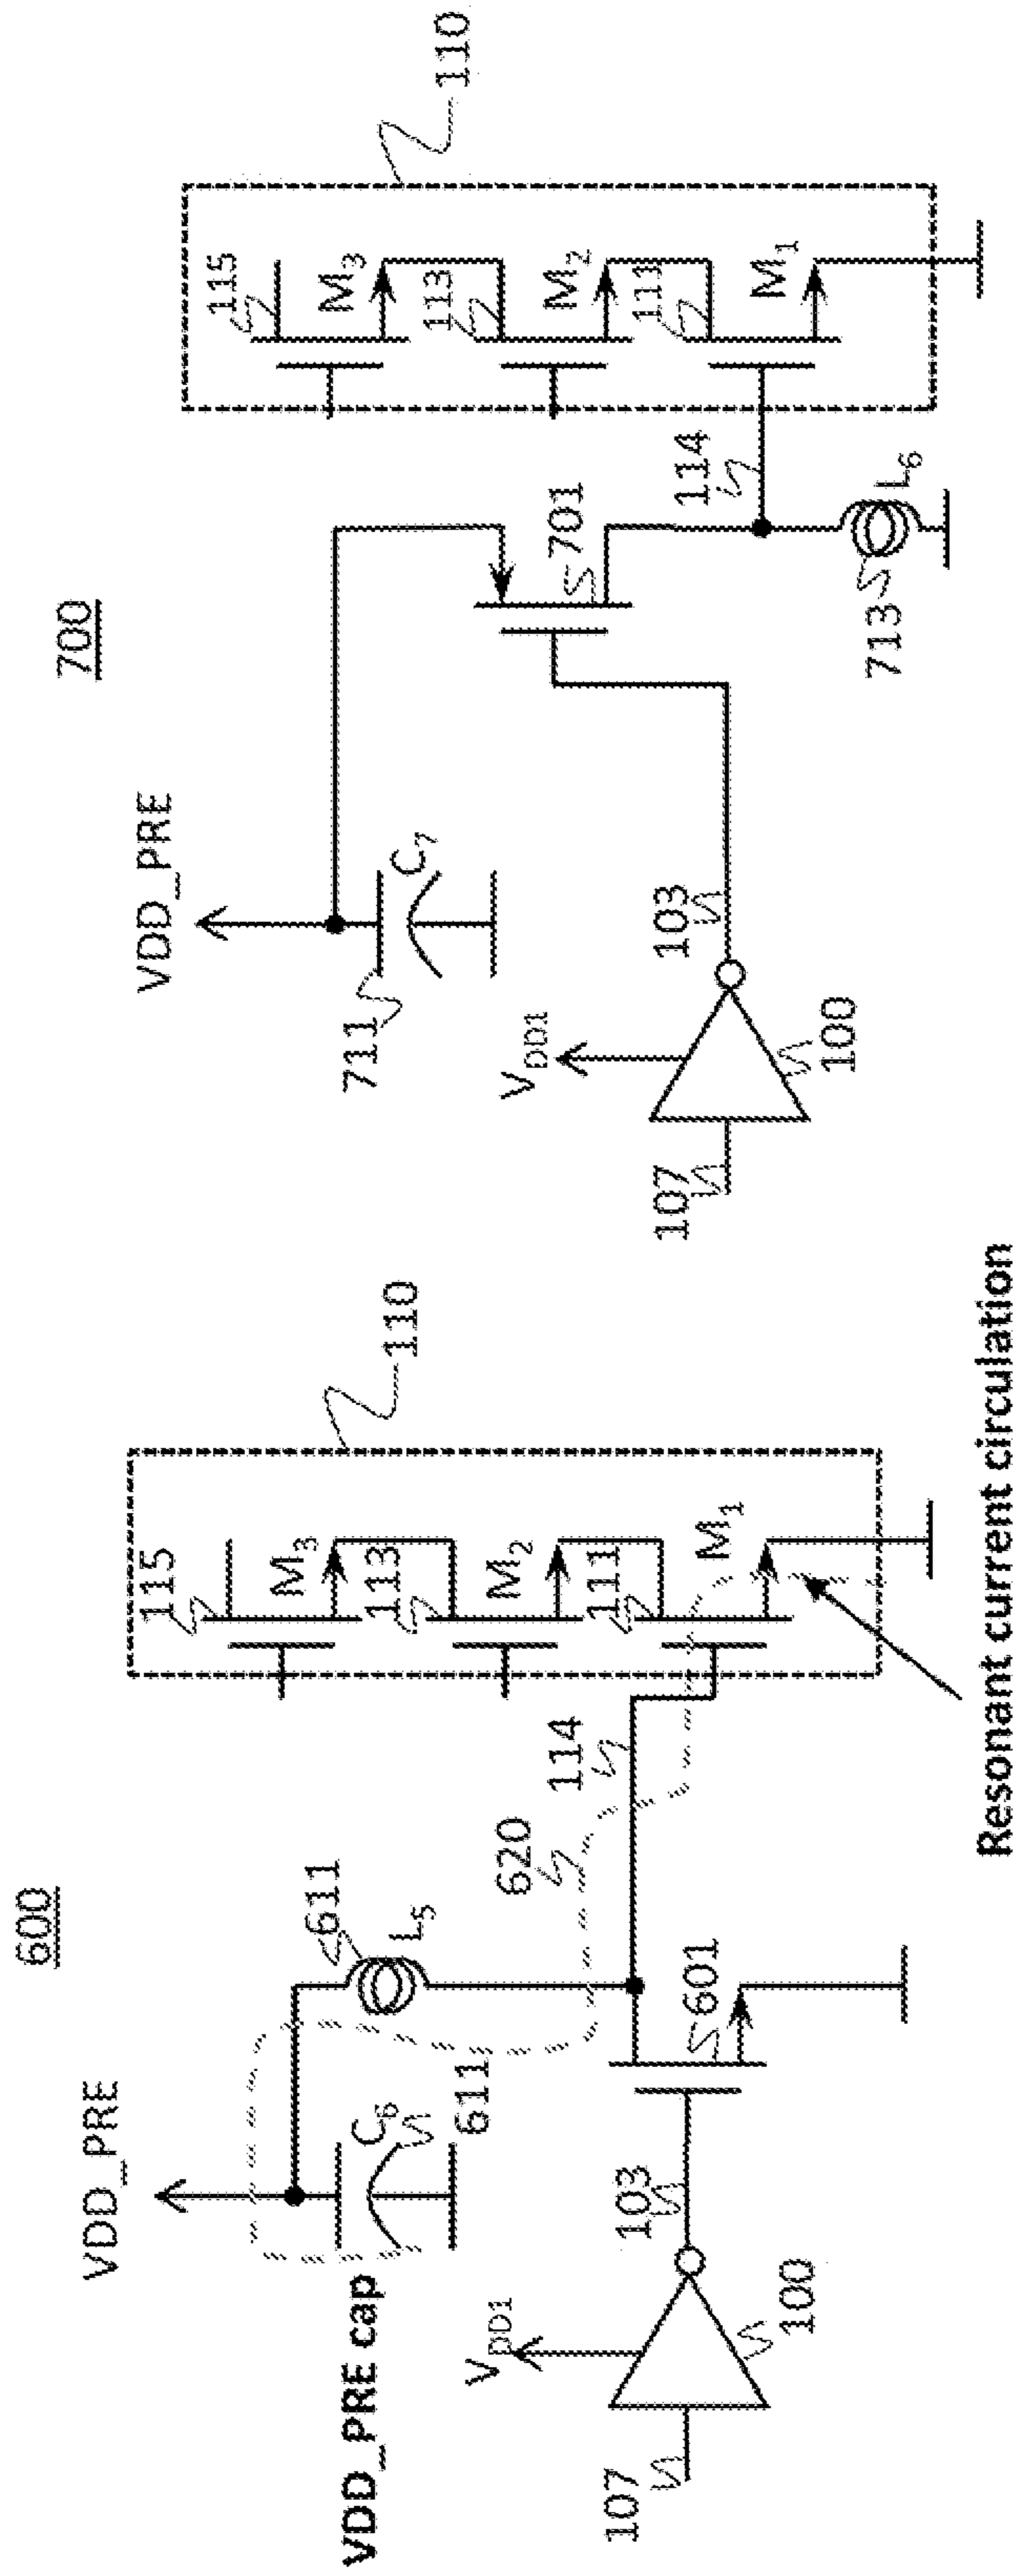 600
VDD_PRE
VDD_PRE cap
C6
611
611
L5
620
114
115
M3
113
M2
111
M1
110
VDD1
107
100
103
601
Resonant current circulation
700
VDD_PRE
711
C7
VDD1
107
100
103
701
114
713
L6
115
M3
113
M2
111
M1
110